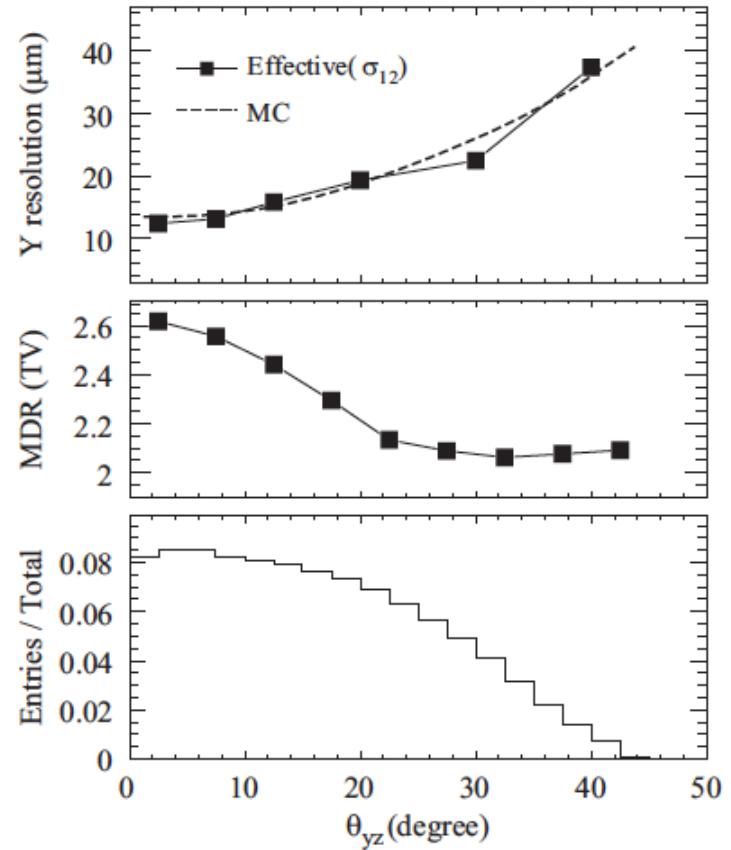 40
30
20
10
Y resolution (μm)
Effective( σ12)
MC
2.6
2.4
2.2
2
MDR (TV)
0.08
0.06
0.04
0.02
0
Entries / Total
0 10 20 30 40 50
θyz (degree)